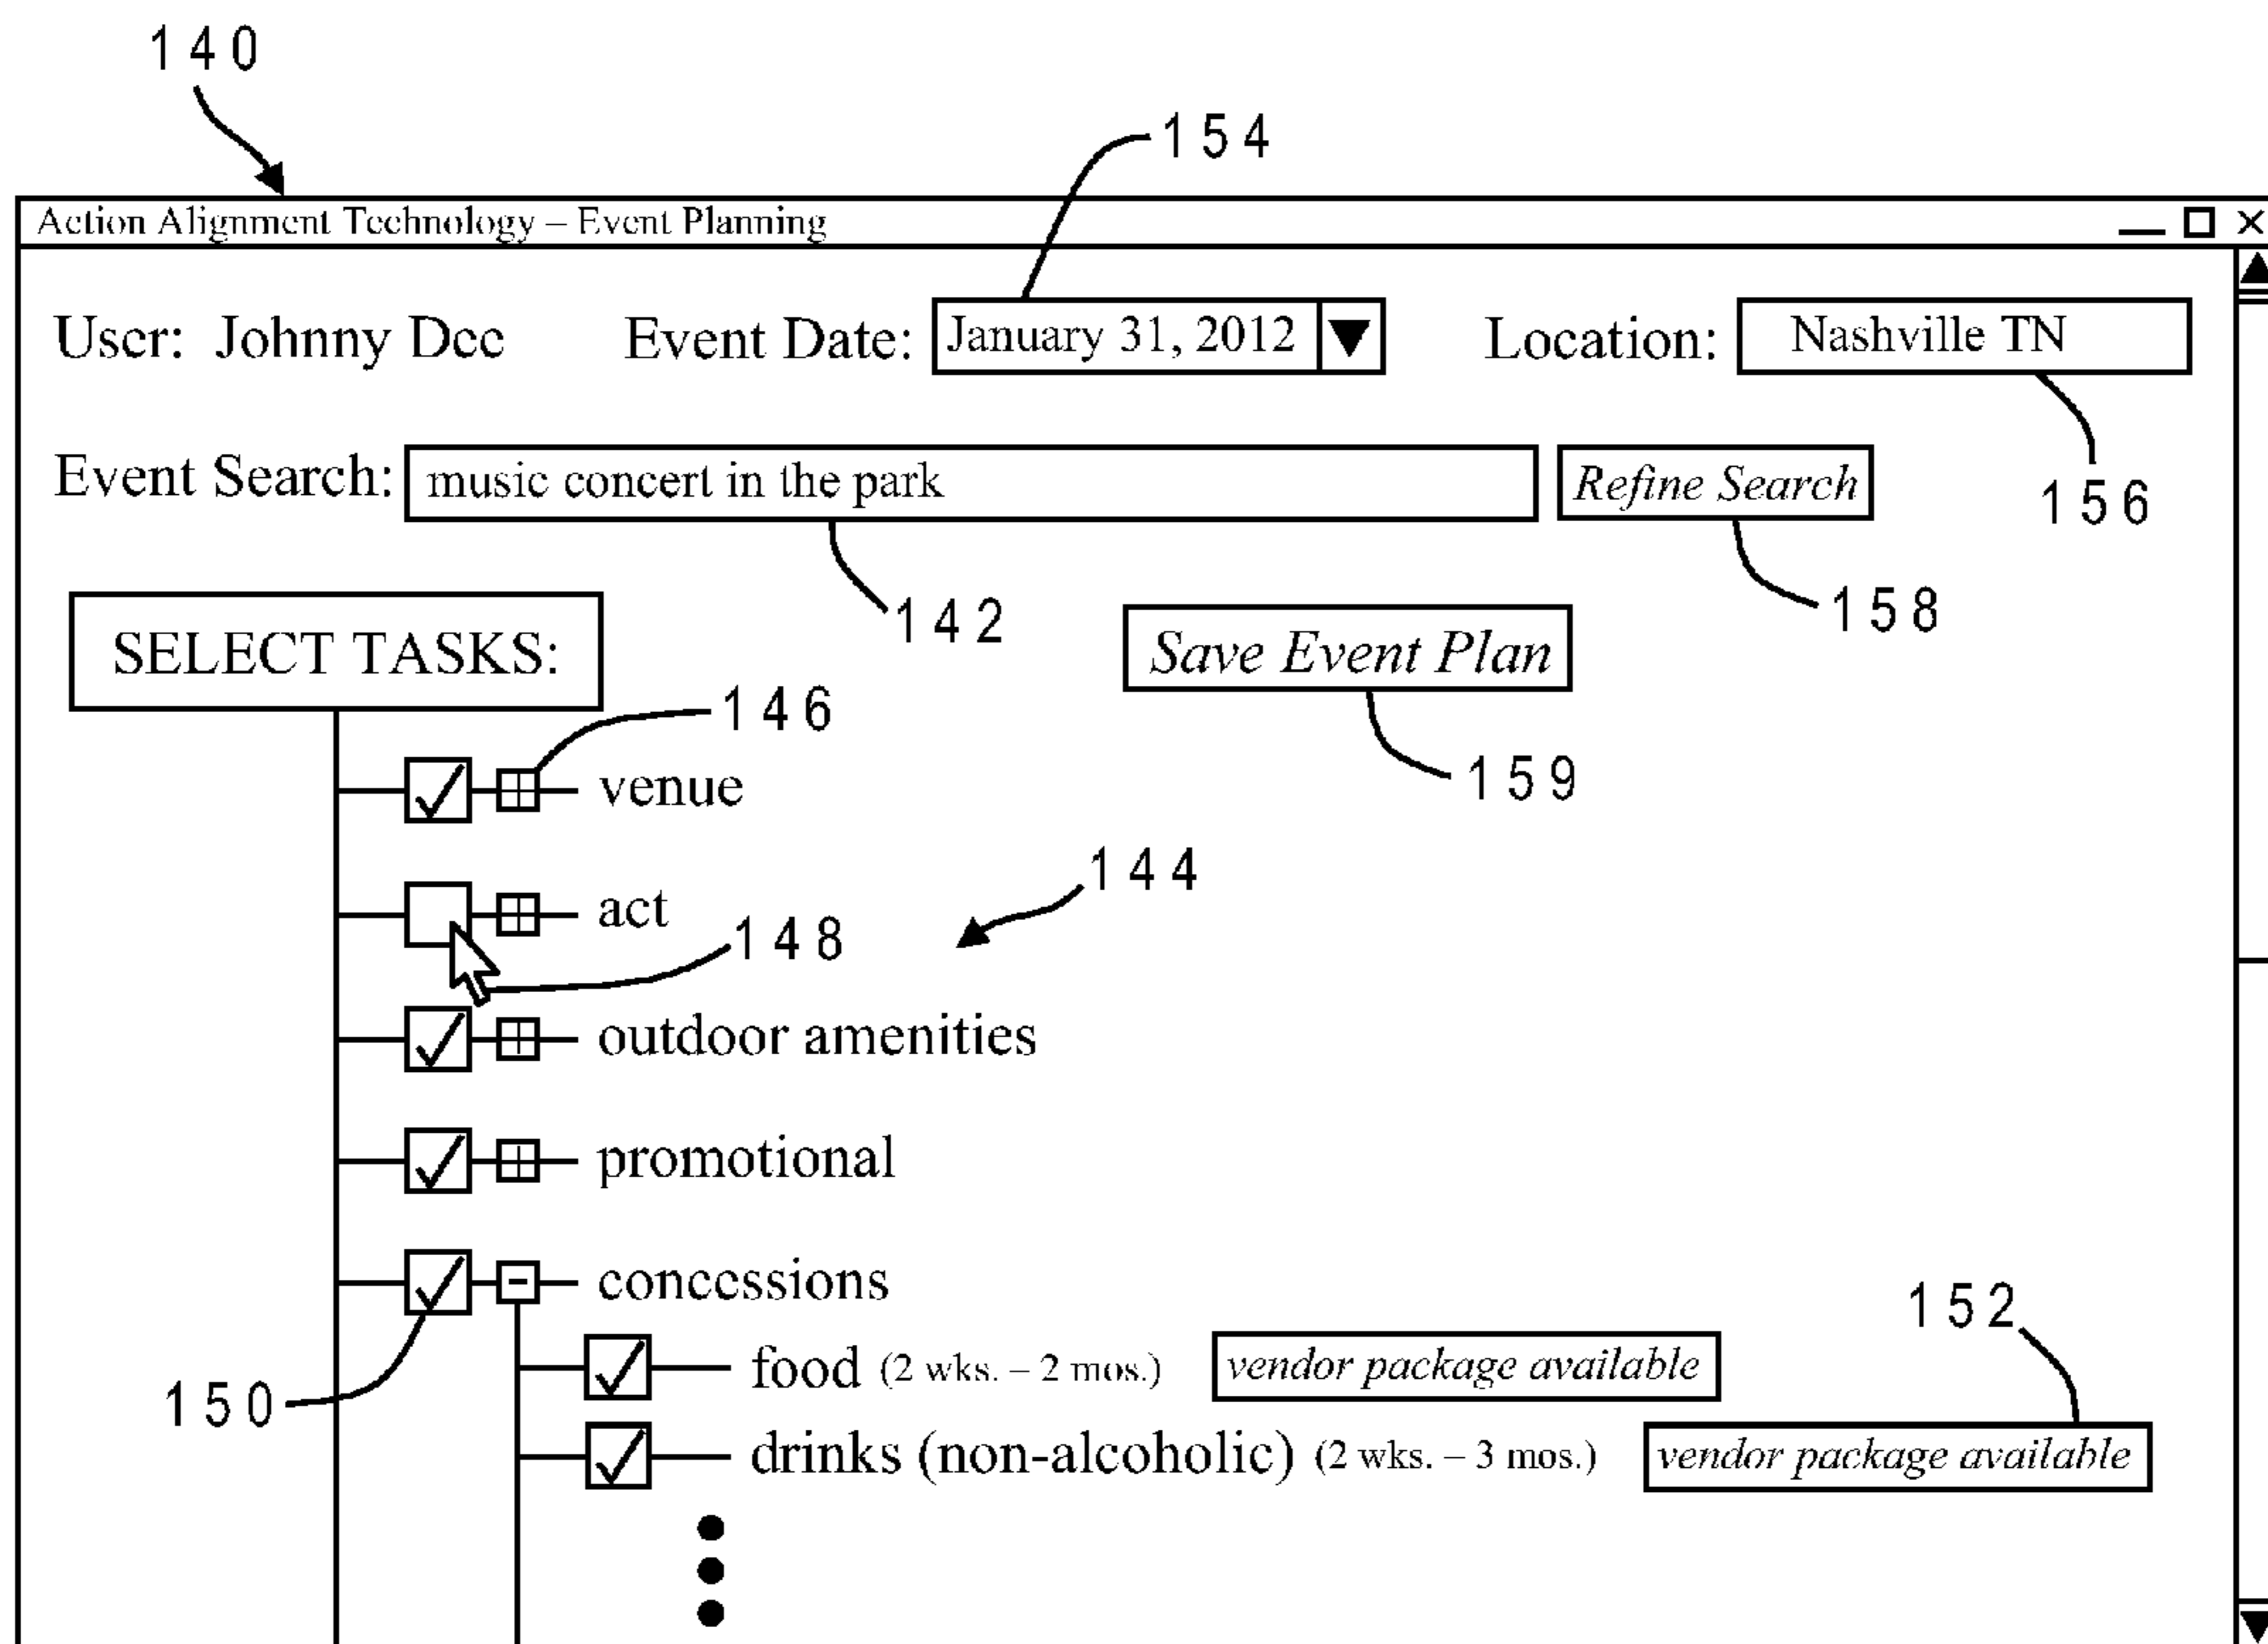 140
154
Action Alignment Technology – Event Planning
User: Johnny Dee Event Date: January 31, 2012 Location: Nashville TN
Event Search: music concert in the park Refine Search
156
142
158
SELECT TASKS: Save Event Plan
146
venue
159
144
act
148
outdoor amenities
promotional
concessions
152
food (2 wks. – 2 mos.) vendor package available
150
drinks (non-alcoholic) (2 wks. – 3 mos.) vendor package available